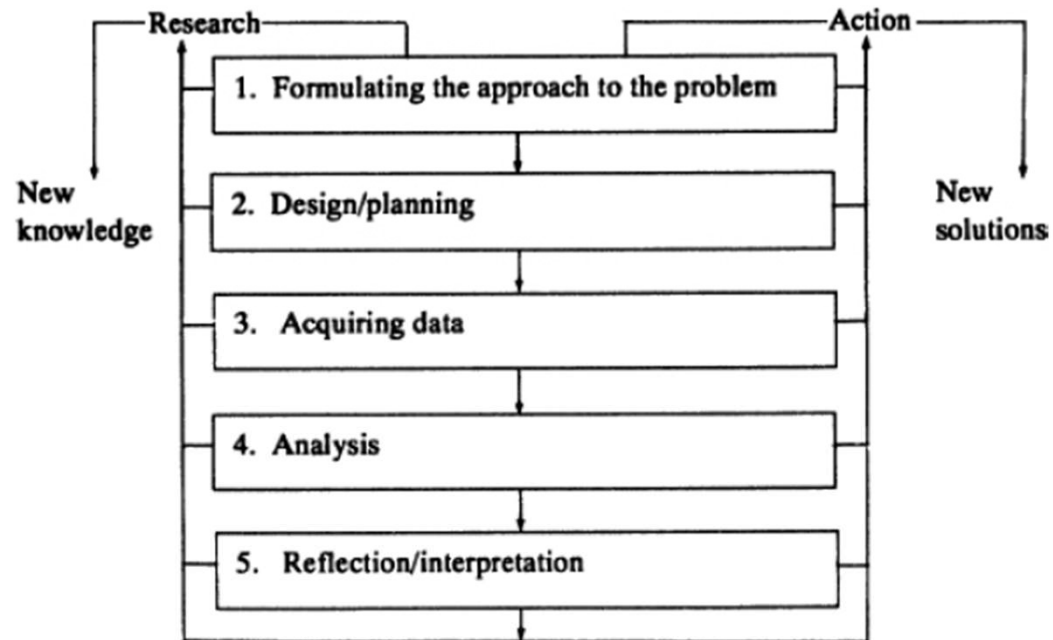 Research
Action
1. Formulating the approach to the problem
New
knowledge
New
solutions
2. Design/planning
3. Acquiring data
4. Analysis
5. Reflection/interpretation